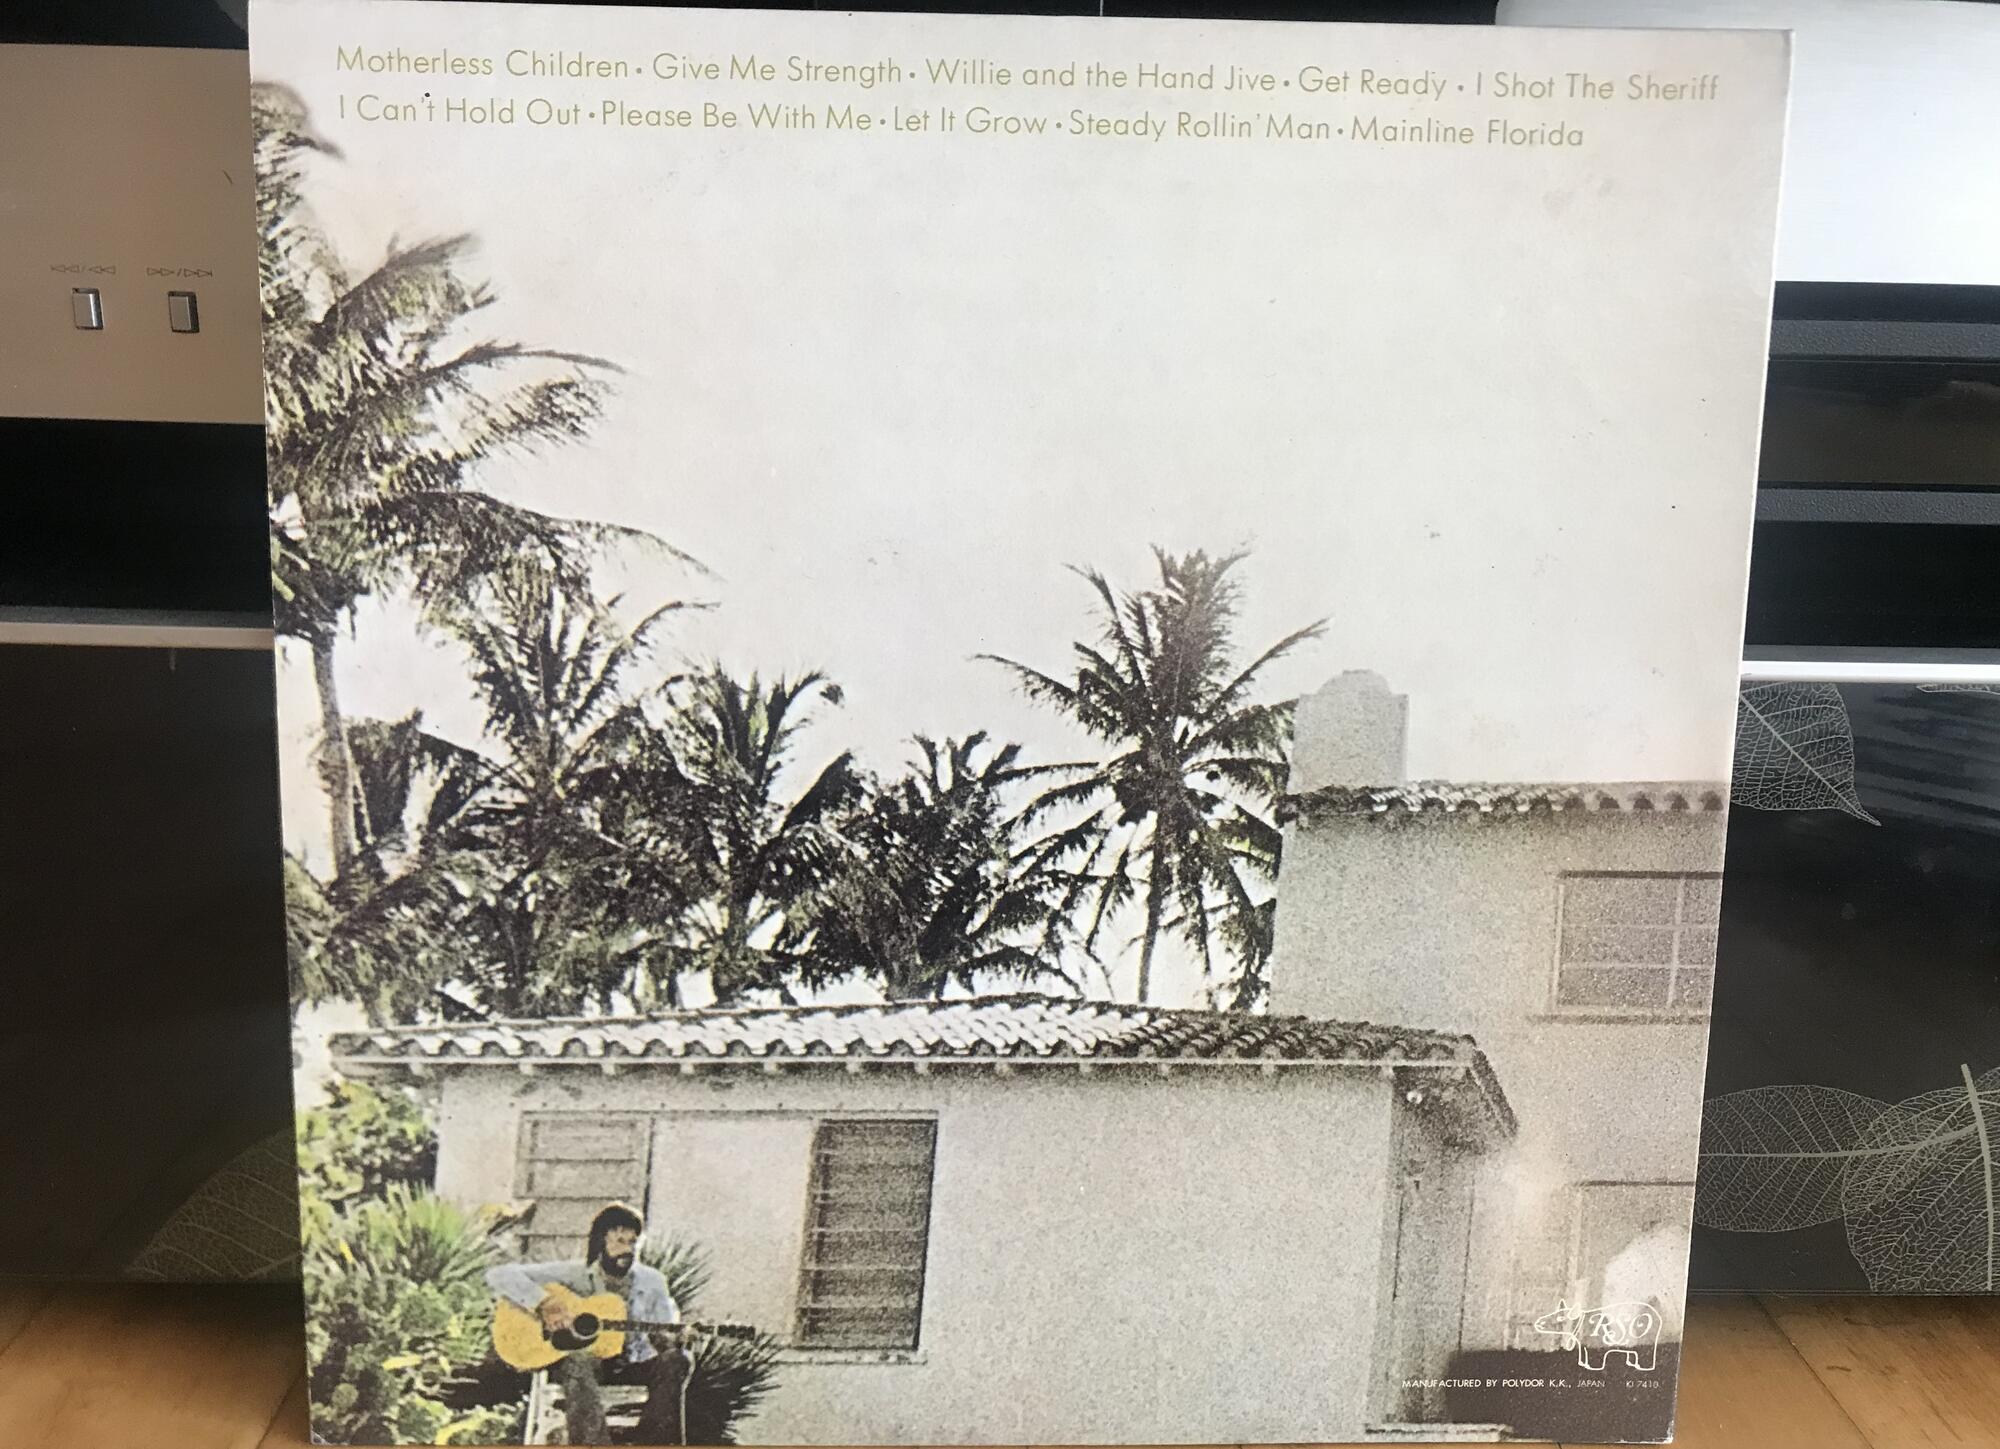 Motherless Children • Give Me Strength • Willie and the Hand Jive • Get Ready • I Shot The Sheriff
I Can't Hold Out • Please Be With Me • Let It Grow • Steady Rollin' Man • Mainline Florida
RSO
MANUFACTURED BY POLYDOR K.K., JAPAN